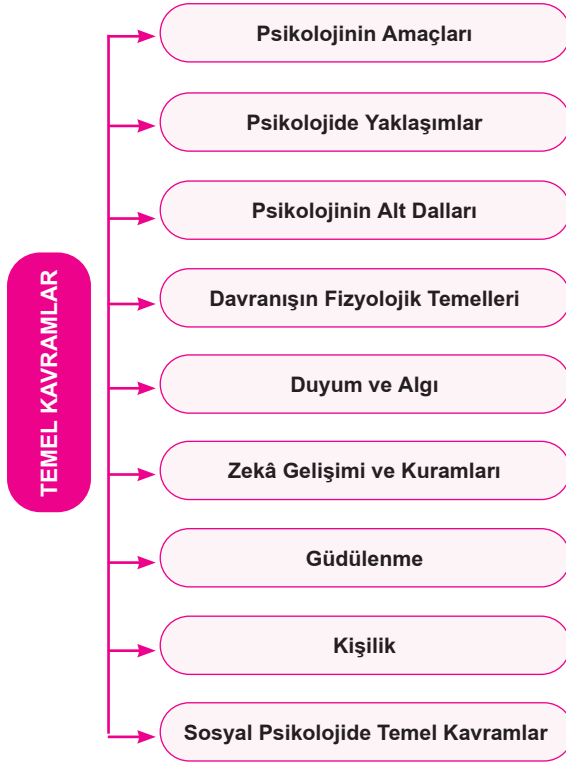 TEMEL KAVRAMLAR
Psikolojinin Amaçları
Psikolojide Yaklaşımlar
Psikolojinin Alt Dalları
Davranışın Fizyolojik Temelleri
Duyum ve Algı
Zekâ Gelişimi ve Kuramları
Güdülenme
Kişilik
Sosyal Psikolojide Temel Kavramlar